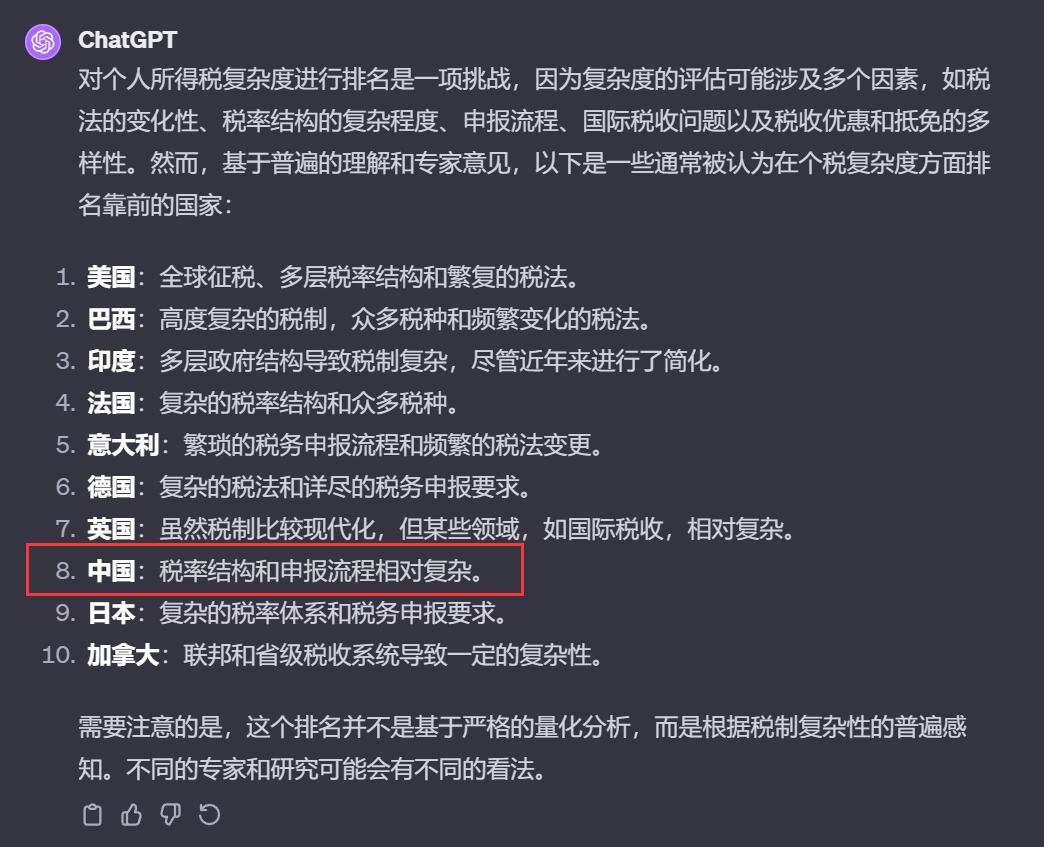 ChatGPT
对个人所得税复杂度进行排名是一项挑战，因为复杂度的评估可能涉及多个因素，如税
法的变化性、税率结构的复杂程度、申报流程、国际税收问题以及税收优惠和抵免的多
样性。然而，基于普遍的理解和专家意见，以下是一些通常被认为在个税复杂度方面排
名靠前的国家：
1. 美国：全球征税、多层税率结构和繁复的税法。
2. 巴西：高度复杂的税制，众多税种和频繁变化的税法。
3. 印度：多层政府结构导致税制复杂，尽管近年来进行了简化。
4. 法国：复杂的税率结构和众多税种。
5. 意大利：繁琐的税务申报流程和频繁的税法变更。
6. 德国：复杂的税法和详尽的税务申报要求。
7. 英国：虽然税制比较现代化，但某些领域，如国际税收，相对复杂。
8. 中国：税率结构和申报流程相对复杂。
9. 日本：复杂的税率体系和税务申报要求。
10. 加拿大：联邦和省级税收系统导致一定的复杂性。
需要注意的是，这个排名并不是基于严格的量化分析，而是根据税制复杂性的普遍感
知。不同的专家和研究可能会有不同的看法。